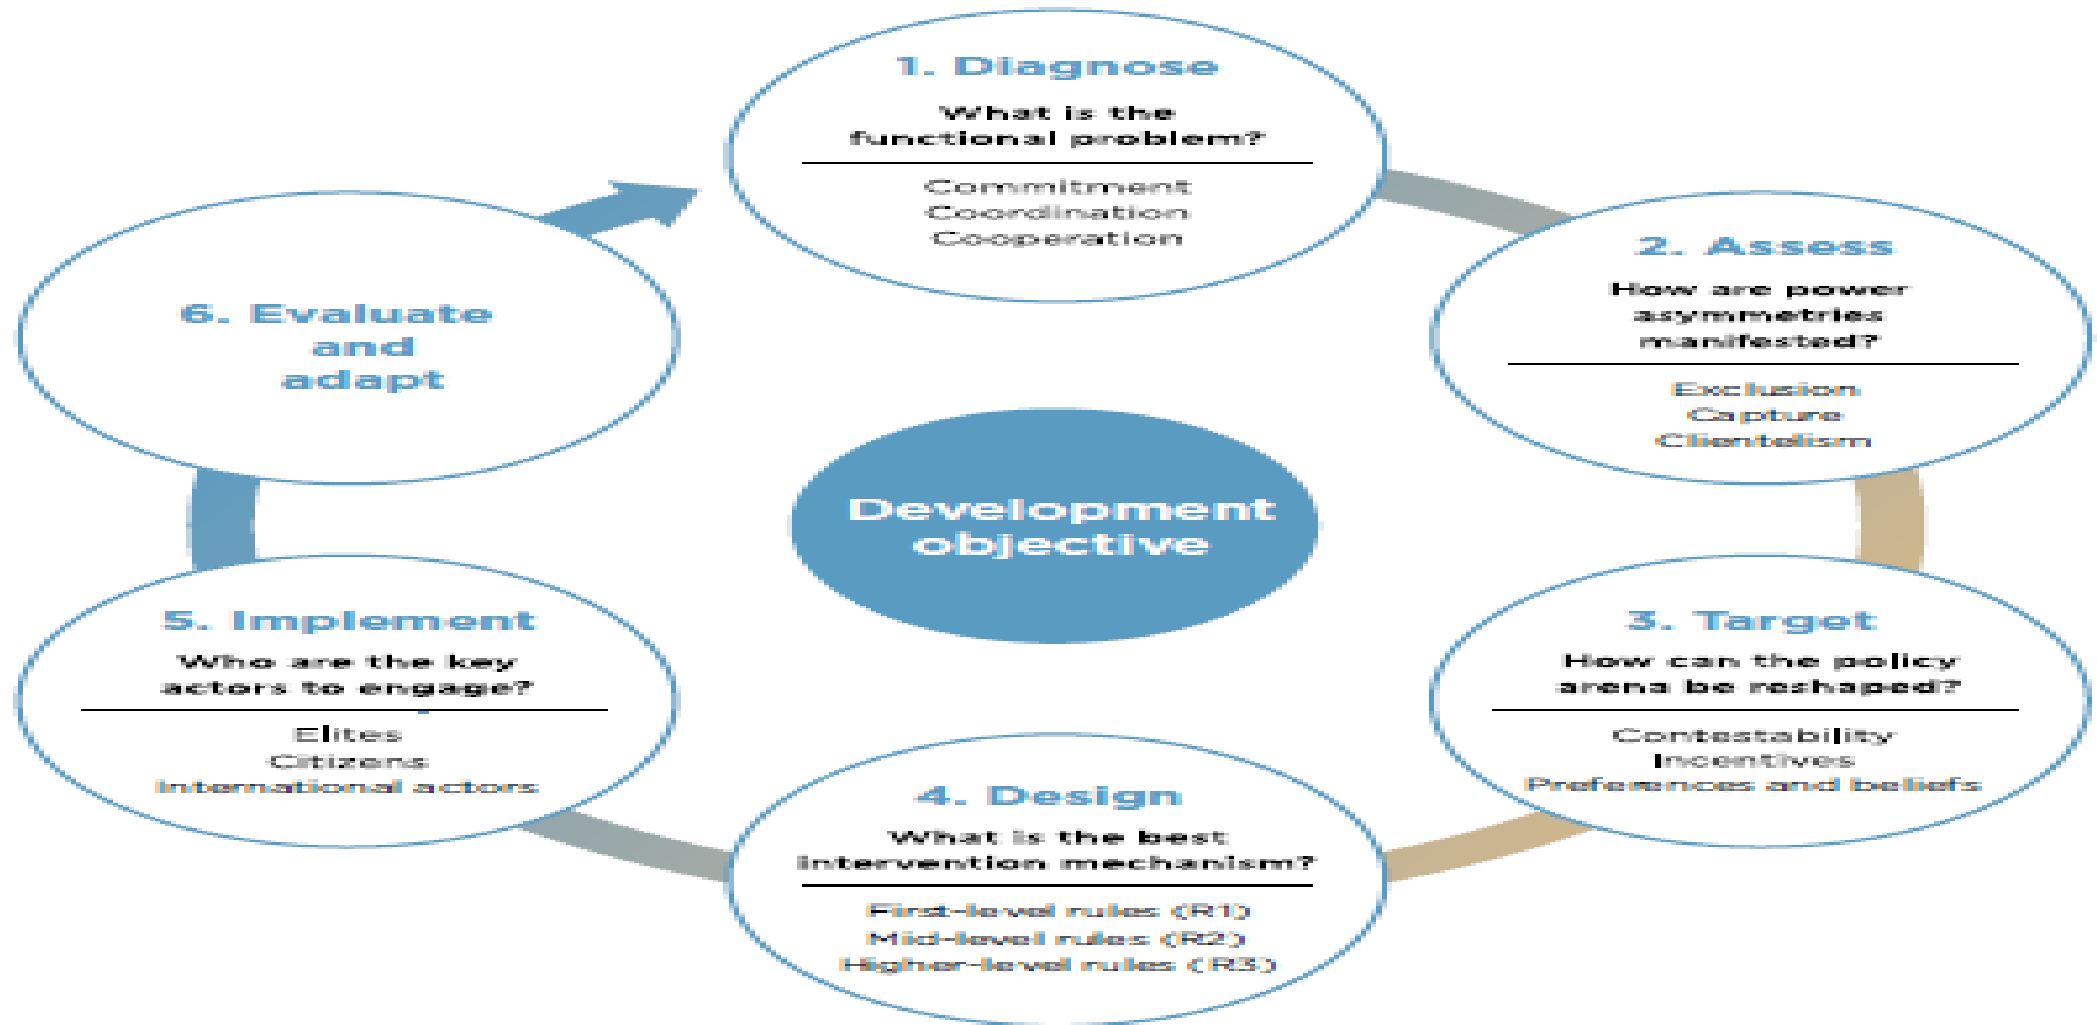 1. Diagnose
What is the
functional problem?
Commitment
Coordination
Cooperation
2. Assess
How are power
asymmetries
manifested?
Exclusion
Capture
Clientelism
3. Target
How can the policy
arena be reshaped?
Contestability
Incentives
Preferences and beliefs
4. Design
What is the best
intervention mechanism?
First-level rules (R1)
Mid-level rules (R2)
Higher-level rules (R3)
5. Implement
Who are the key
actors to engage?
Elites
Citizens
International actors
6. Evaluate
and
adapt
Development
objective